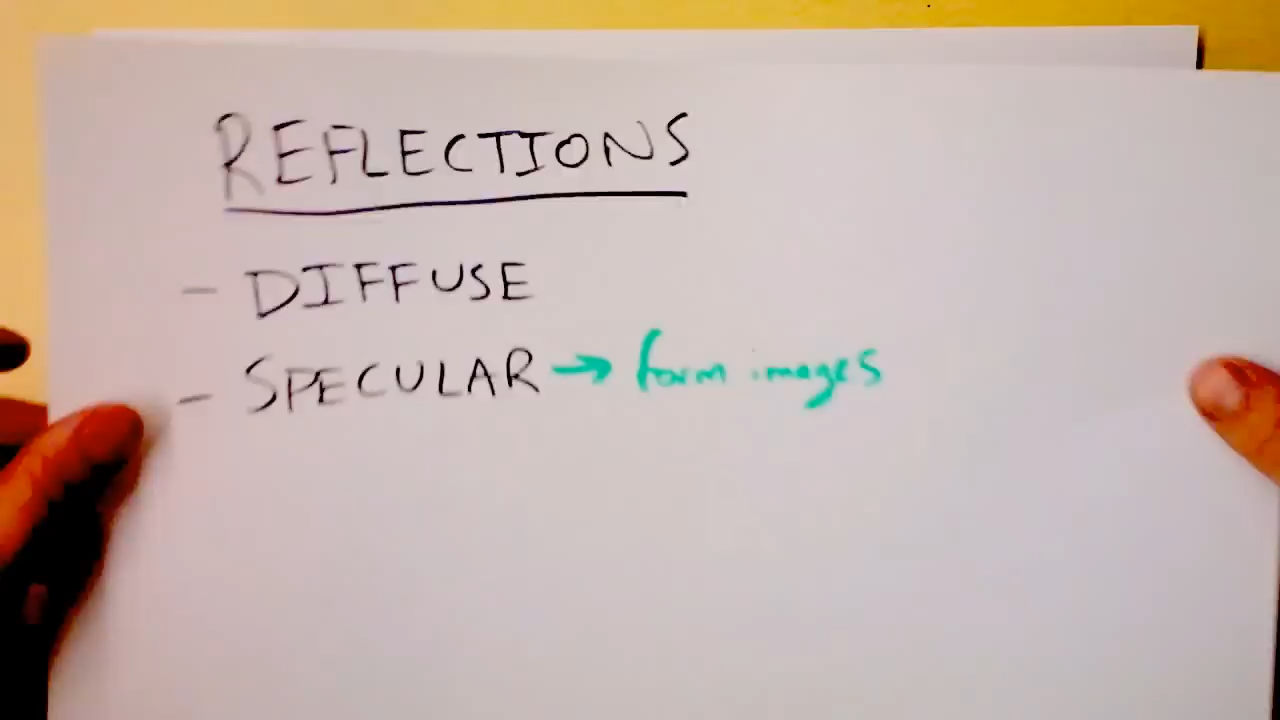 REFLECTIONS
- DIFFUSE
- SPECULAR → form images